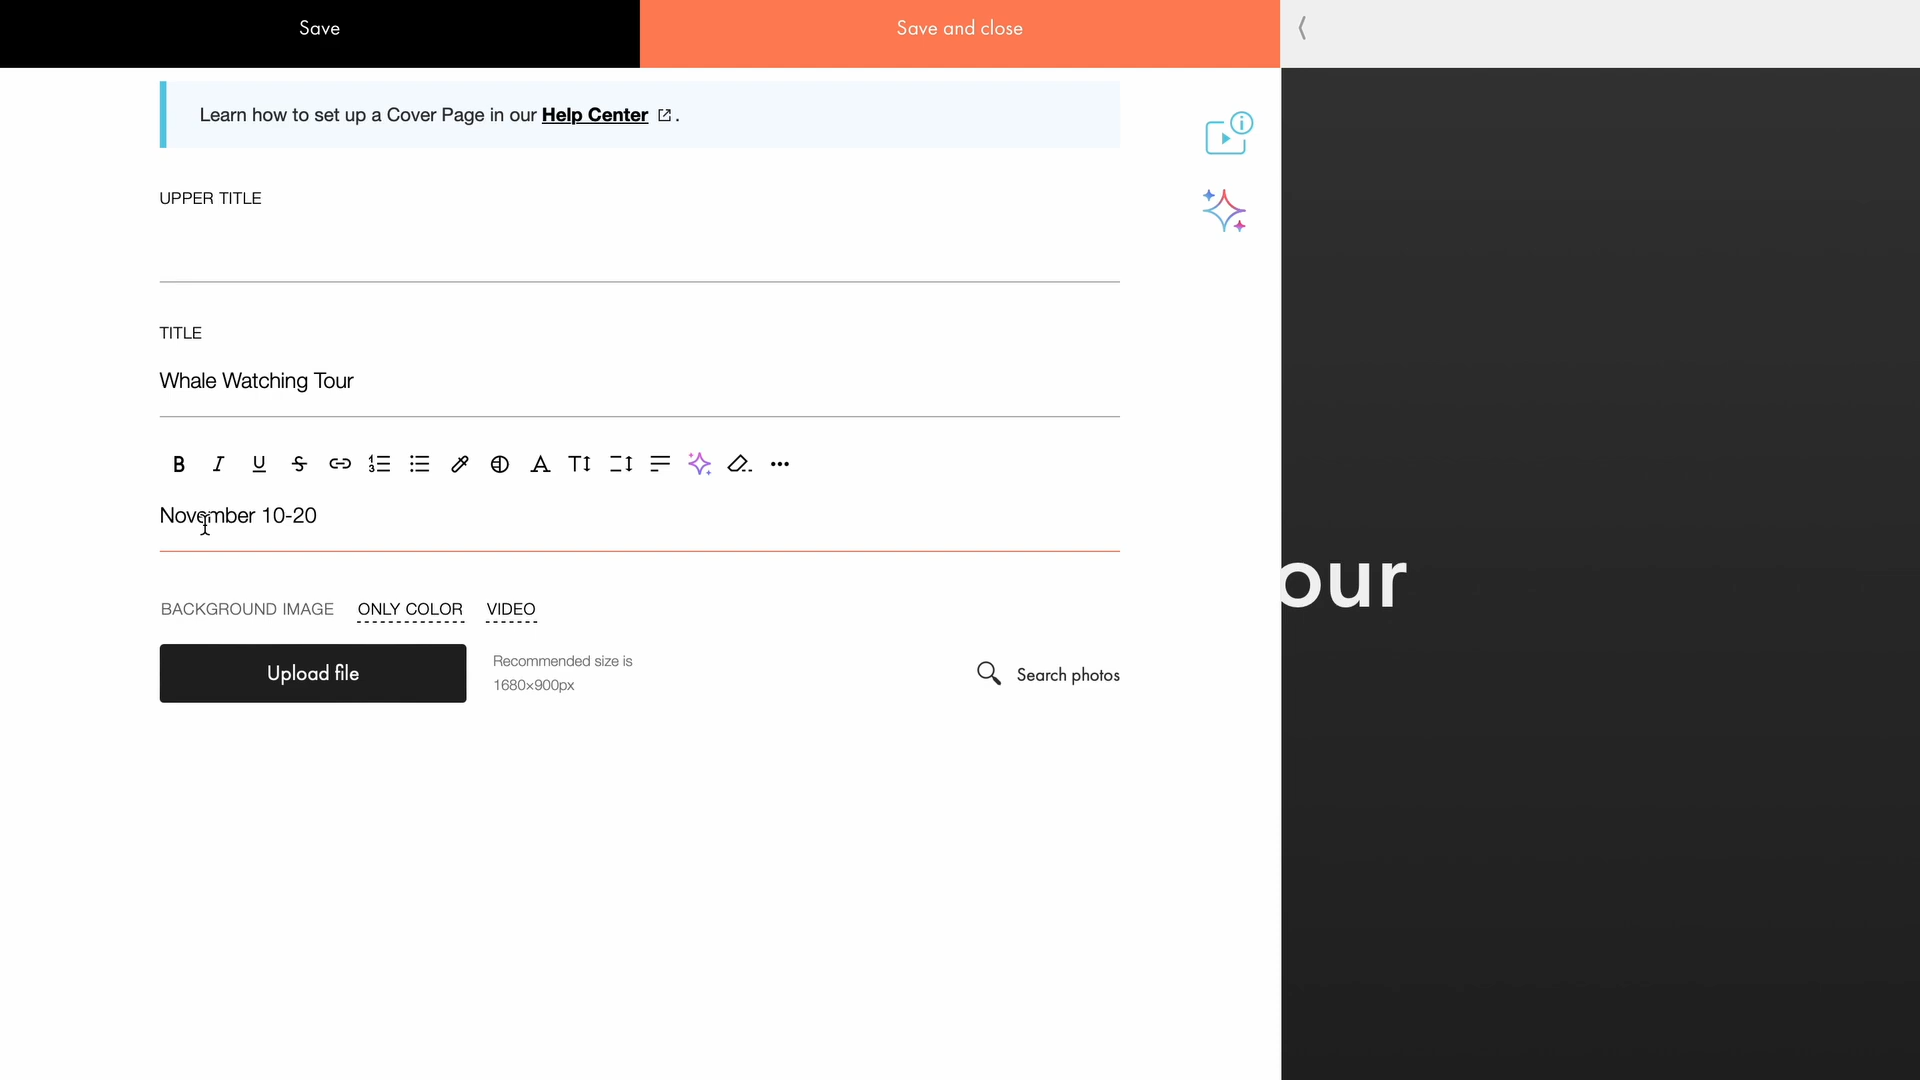 Save
Save and close
Learn how to set up a Cover Page in our Help Center .
UPPER TITLE
TITLE
Whale Watching Tour
November 10-20
BACKGROUND IMAGE ONLY COLOR VIDEO
Upload file
Recommended size is
1680×900px
Search photos
our